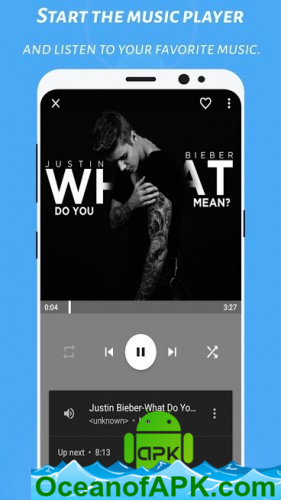 START THE MUSIC PLAYER
AND LISTEN TO YOUR FAVORITE MUSIC.
JUSTIN BIEBER
WHAT
DO YOU MEAN?
0:04 3:27
Justin Bieber-What Do Yo...
<unknown> •
Up next • 8:13
APK
OceanofAPK.com